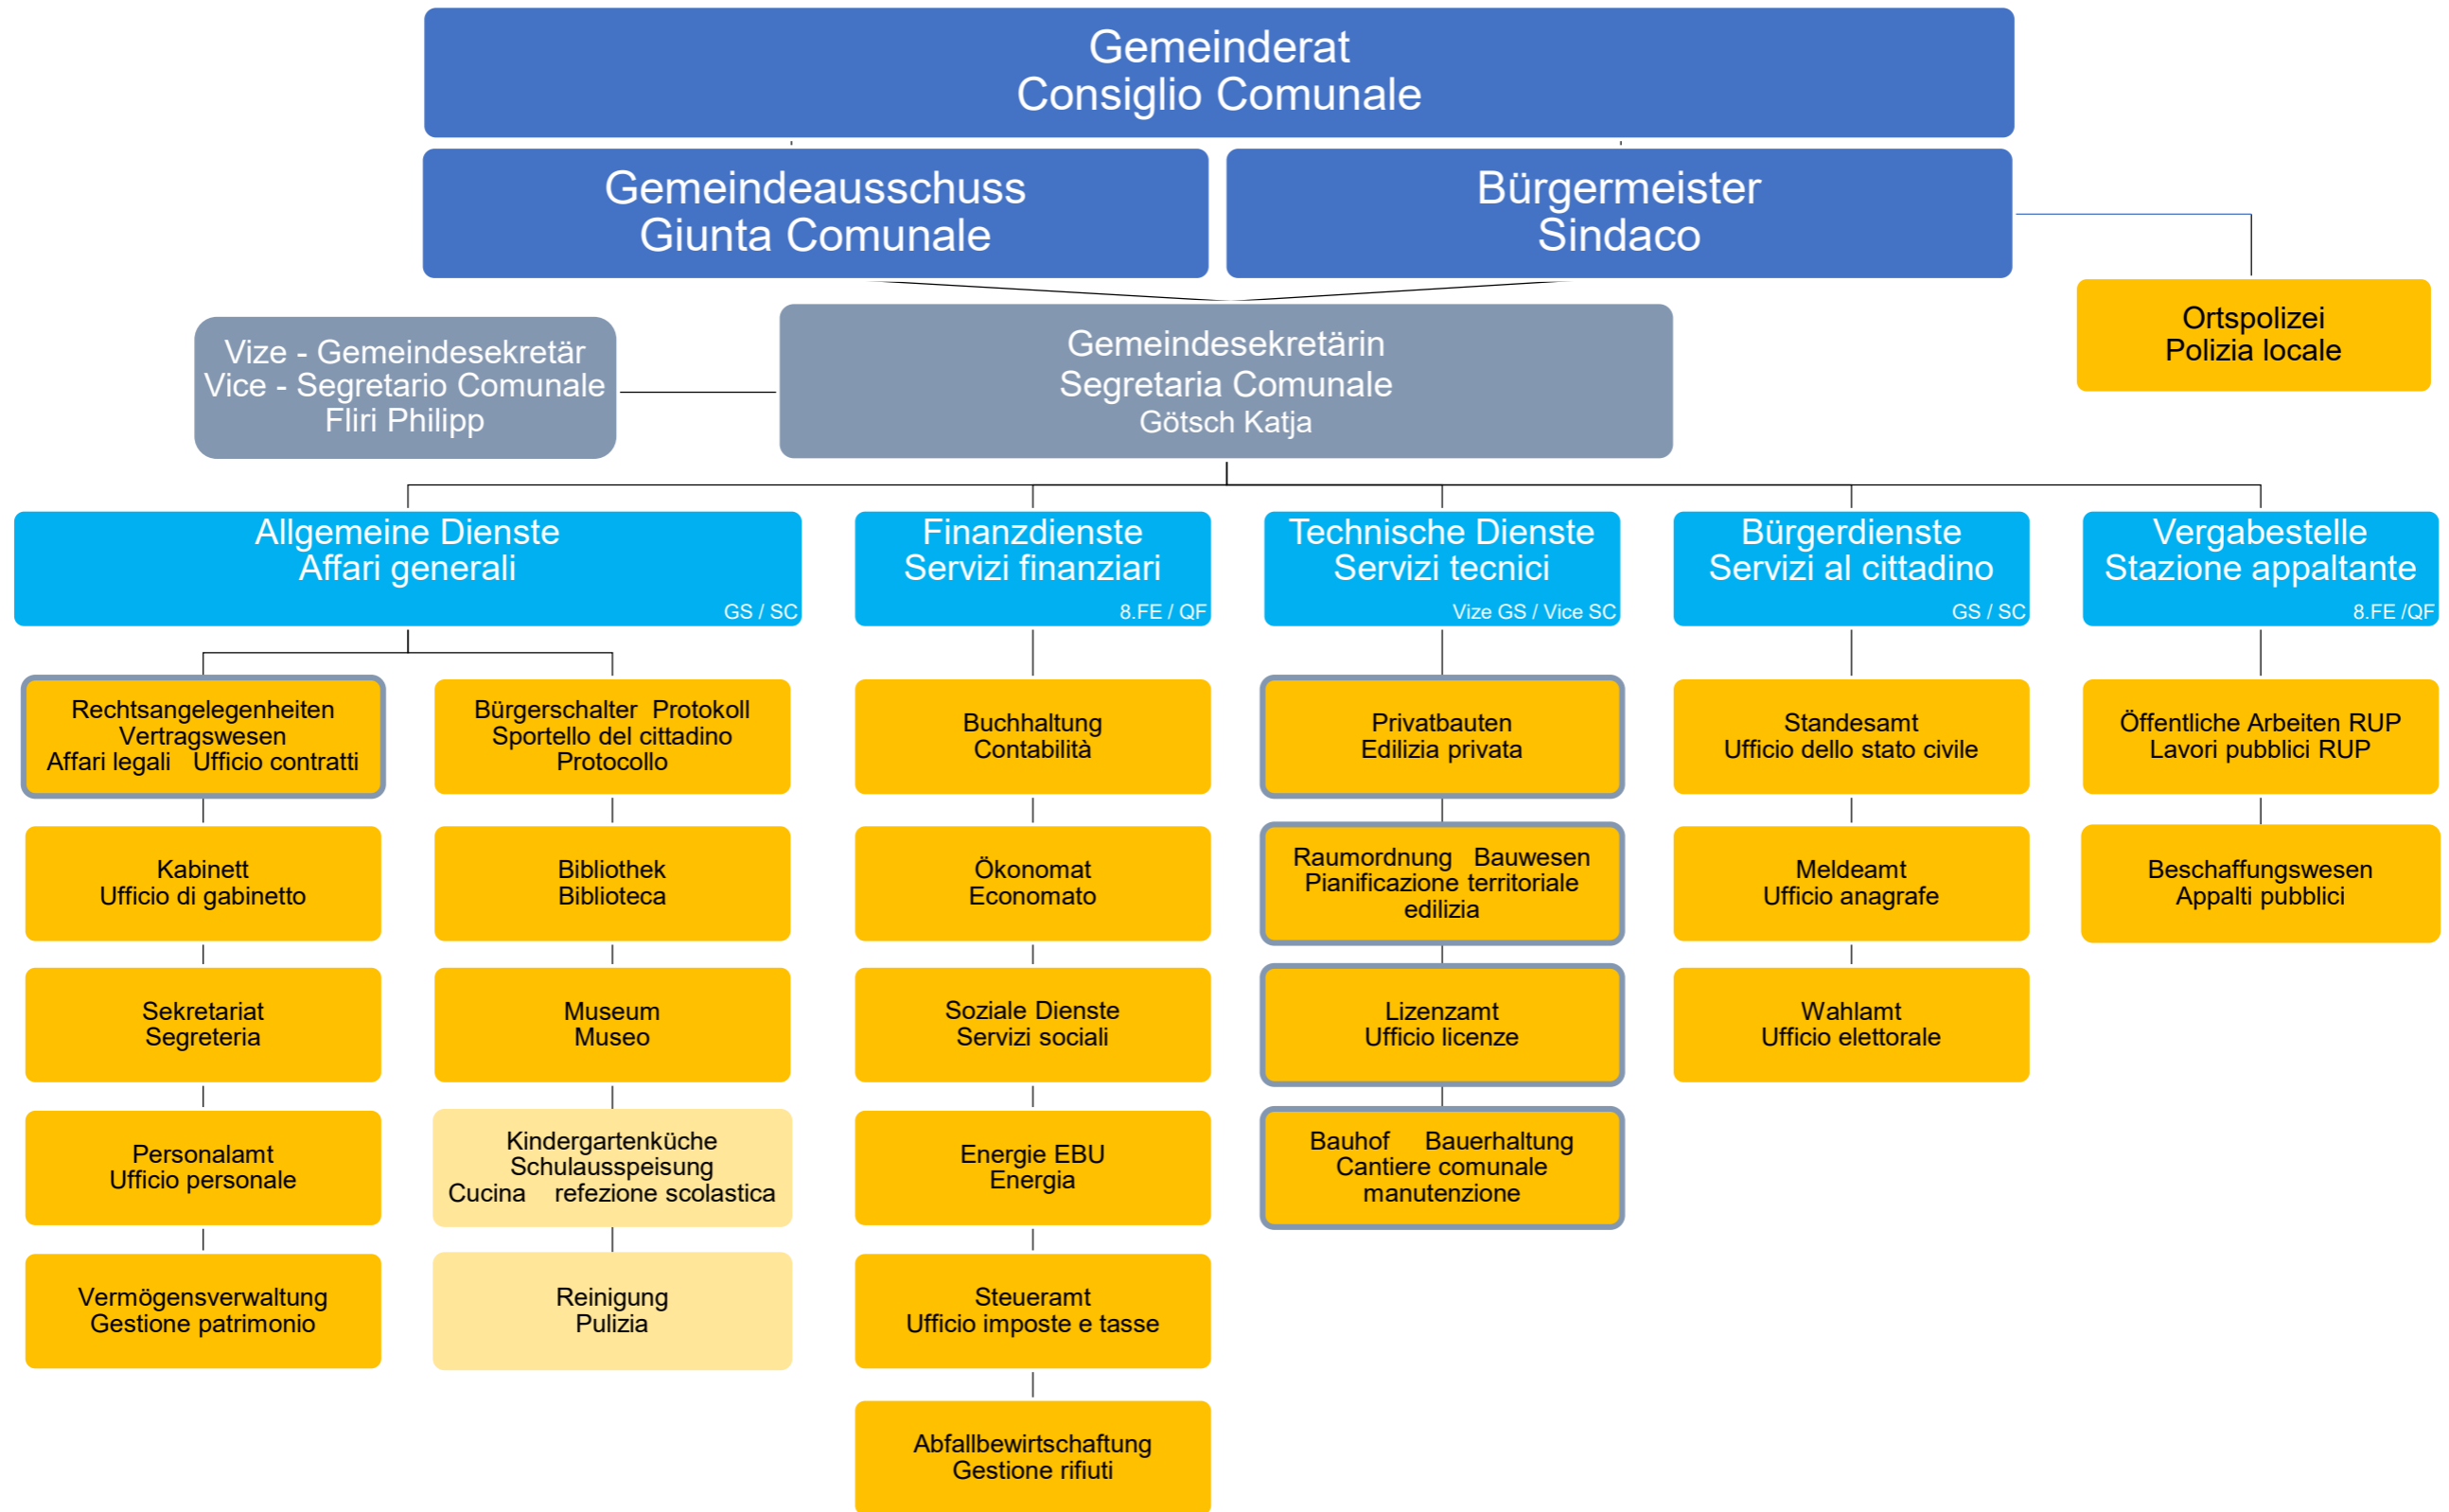 Gemeinderat
Consiglio Comunale
Gemeindeausschuss
Giunta Comunale
Bürgermeister
Sindaco
Ortspolizei
Polizia locale
Vize - Gemeindesekretär
Vice - Segretario Comunale
Fliri Philipp
Gemeindesekretärin
Segretaria Comunale
Götsch Katja
Allgemeine Dienste
Affari generali
GS / SC
Finanzdienste
Servizi finanziari
8.FE / QF
Technische Dienste
Servizi tecnici
Vize GS / Vice SC
Bürgerdienste
Servizi al cittadino
GS / SC
Vergabestelle
Stazione appaltante
8.FE /QF
Rechtsangelegenheiten
Vertragswesen
Affari legali Ufficio contratti
Kabinett
Ufficio di gabinetto
Sekretariat
Segreteria
Personalamt
Ufficio personale
Vermögensverwaltung
Gestione patrimonio
Bürgerschalter Protokoll
Sportello del cittadino
Protocollo
Bibliothek
Biblioteca
Museum
Museo
Kindergartenküche
Schulausspeisung
Cucina refezione scolastica
Reinigung
Pulizia
Buchhaltung
Contabilità
Ökonomat
Economato
Soziale Dienste
Servizi sociali
Energie EBU
Energia
Steueramt
Ufficio imposte e tasse
Abfallbewirtschaftung
Gestione rifiuti
Privatbauten
Edilizia privata
Raumordnung Bauwesen
Pianificazione territoriale
edilizia
Lizenzamt
Ufficio licenze
Bauhof Bauerhaltung
Cantiere comunale
manutenzione
Standesamt
Ufficio dello stato civile
Meldeamt
Ufficio anagrafe
Wahlamt
Ufficio elettorale
Öffentliche Arbeiten RUP
Lavori pubblici RUP
Beschaffungswesen
Appalti pubblici